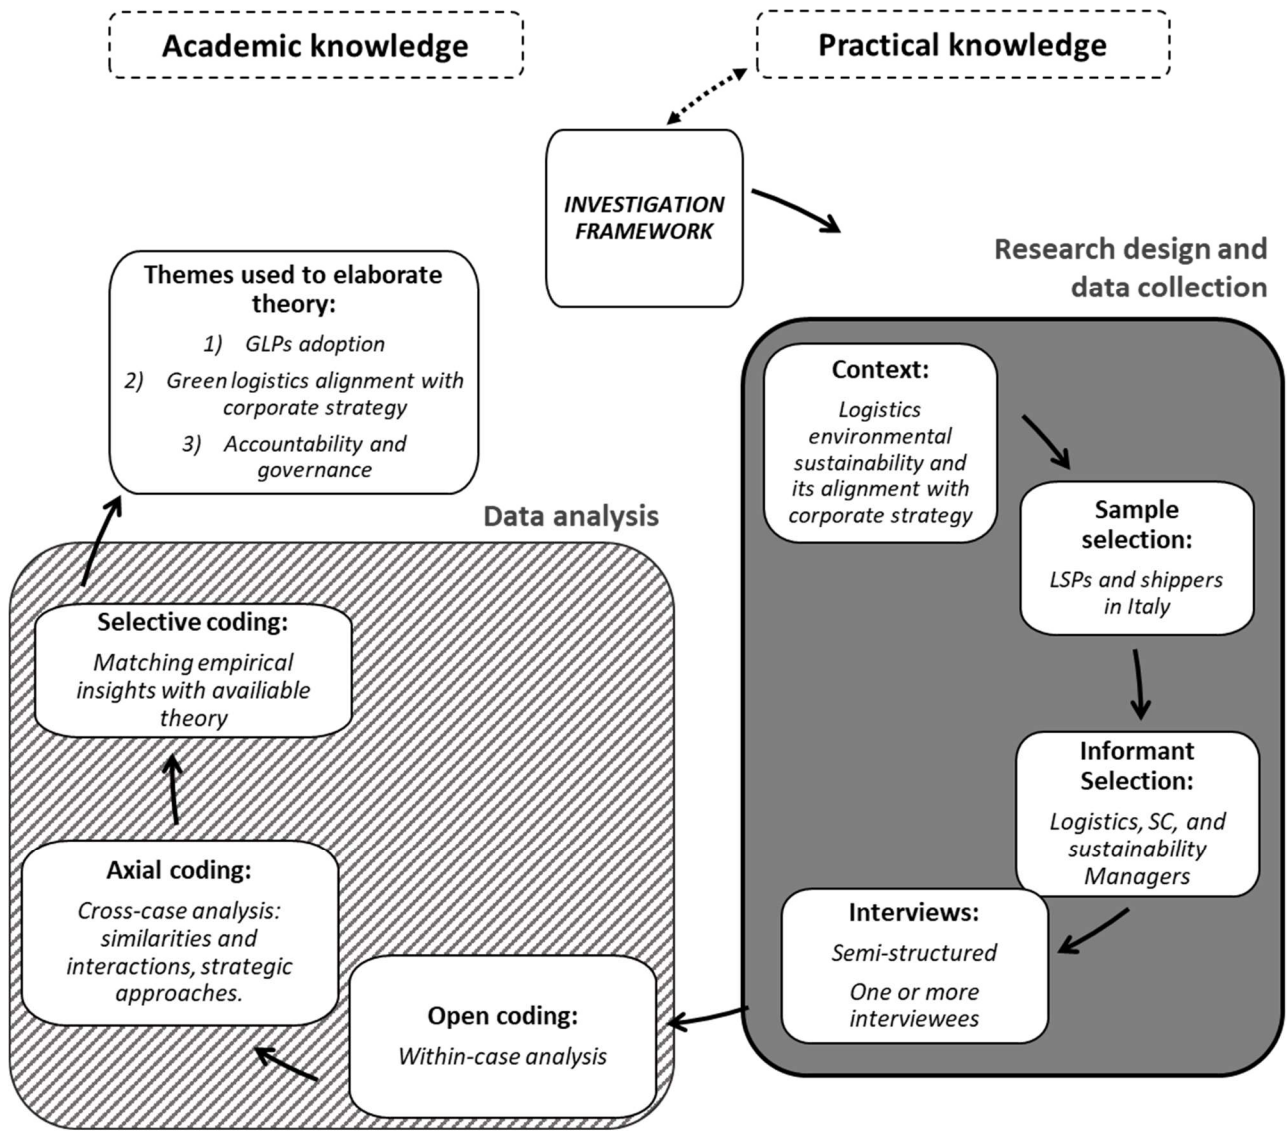 Academic knowledge
Practical knowledge
INVESTIGATION
FRAMEWORK
Research design and
data collection
Context:
Logistics
environmental
sustainability and
its alignment with
corporate strategy
Sample
selection:
LSPs and shippers
in Italy
Informant
Selection:
Logistics, SC, and
sustainability
Managers
Interviews:
Semi-structured
One or more
interviewees
Data analysis
Open coding:
Within-case analysis
Axial coding:
Cross-case analysis:
similarities and
interactions, strategic
approaches.
Selective coding:
Matching empirical
insights with availiable
theory
Themes used to elaborate
theory:
1) GLPs adoption
2) Green logistics alignment with
corporate strategy
3) Accountability and
governance